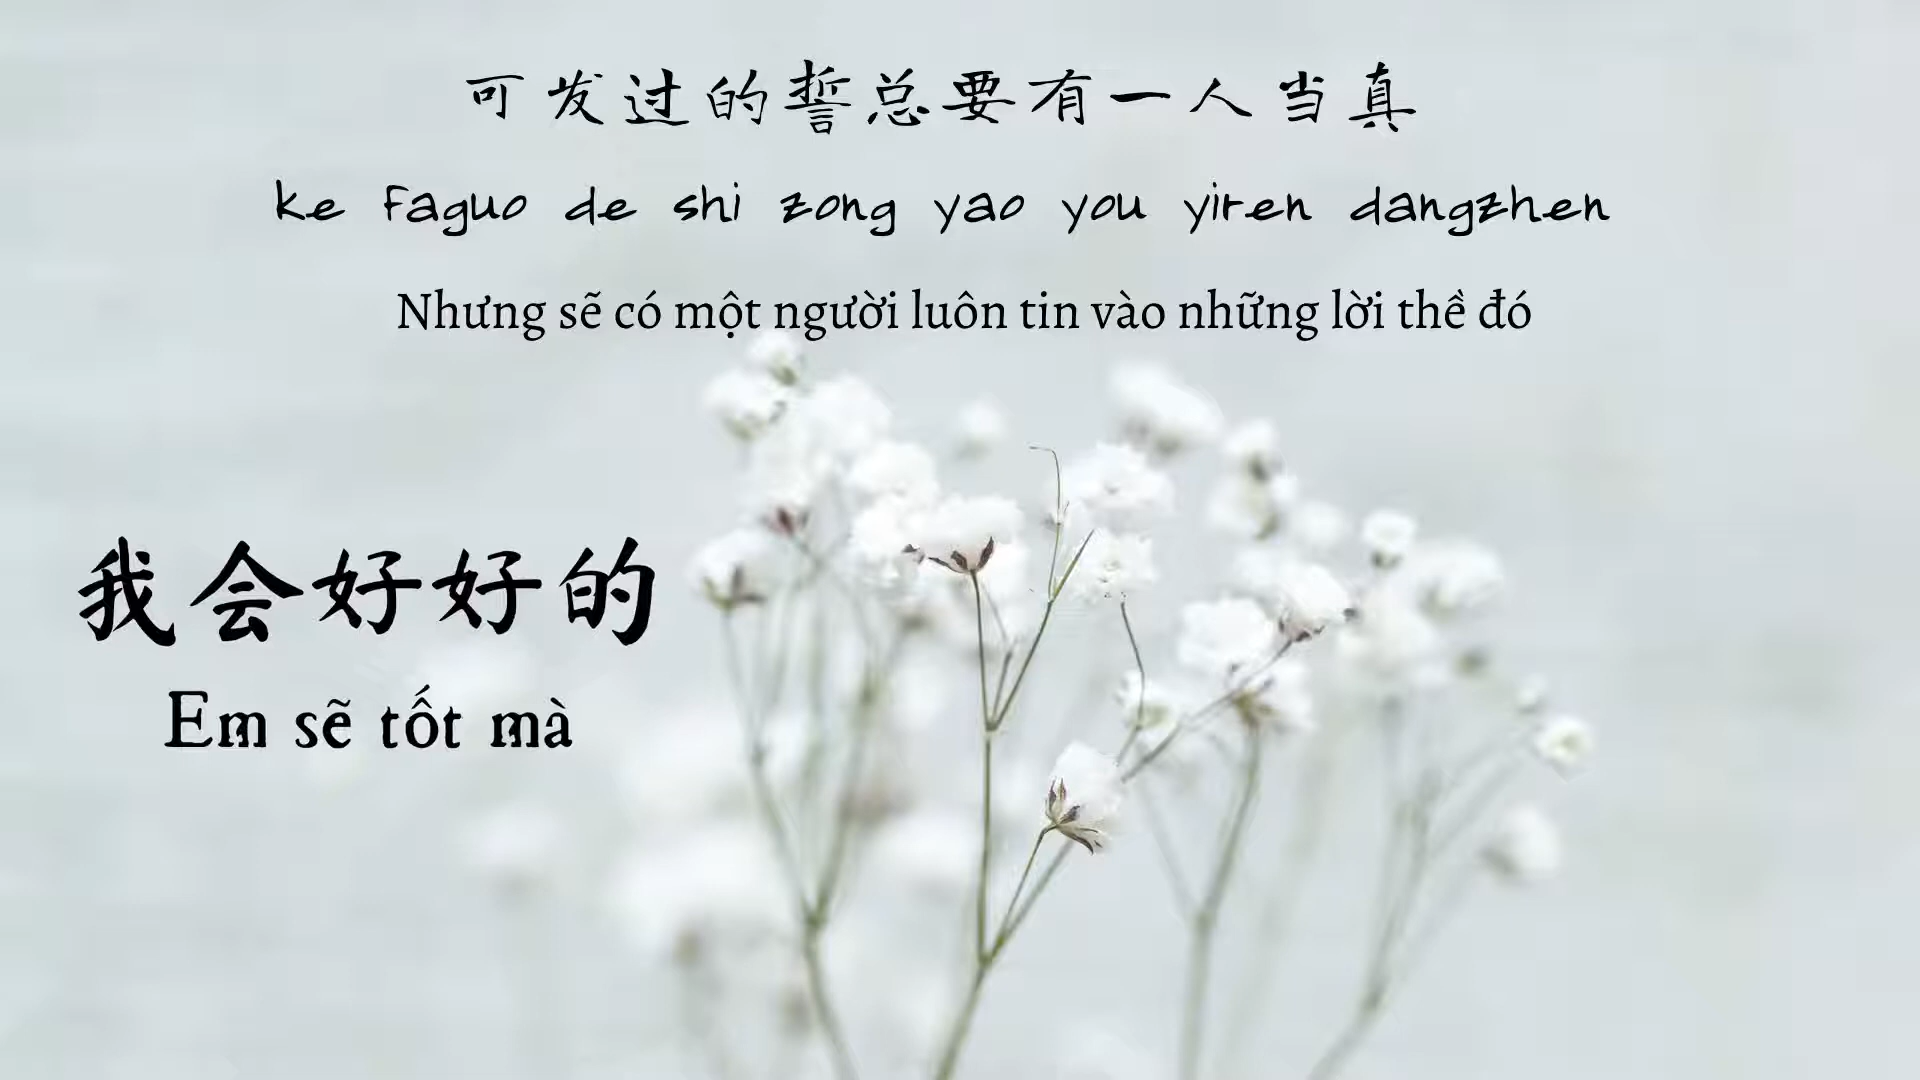 可发过的誓总要有一人当真
ke faguo de shi zong yao you yiren dangzhen
Nhưng sẽ có một người luôn tin vào những lời thề đó
我会好好的
Em sẽ tốt mà